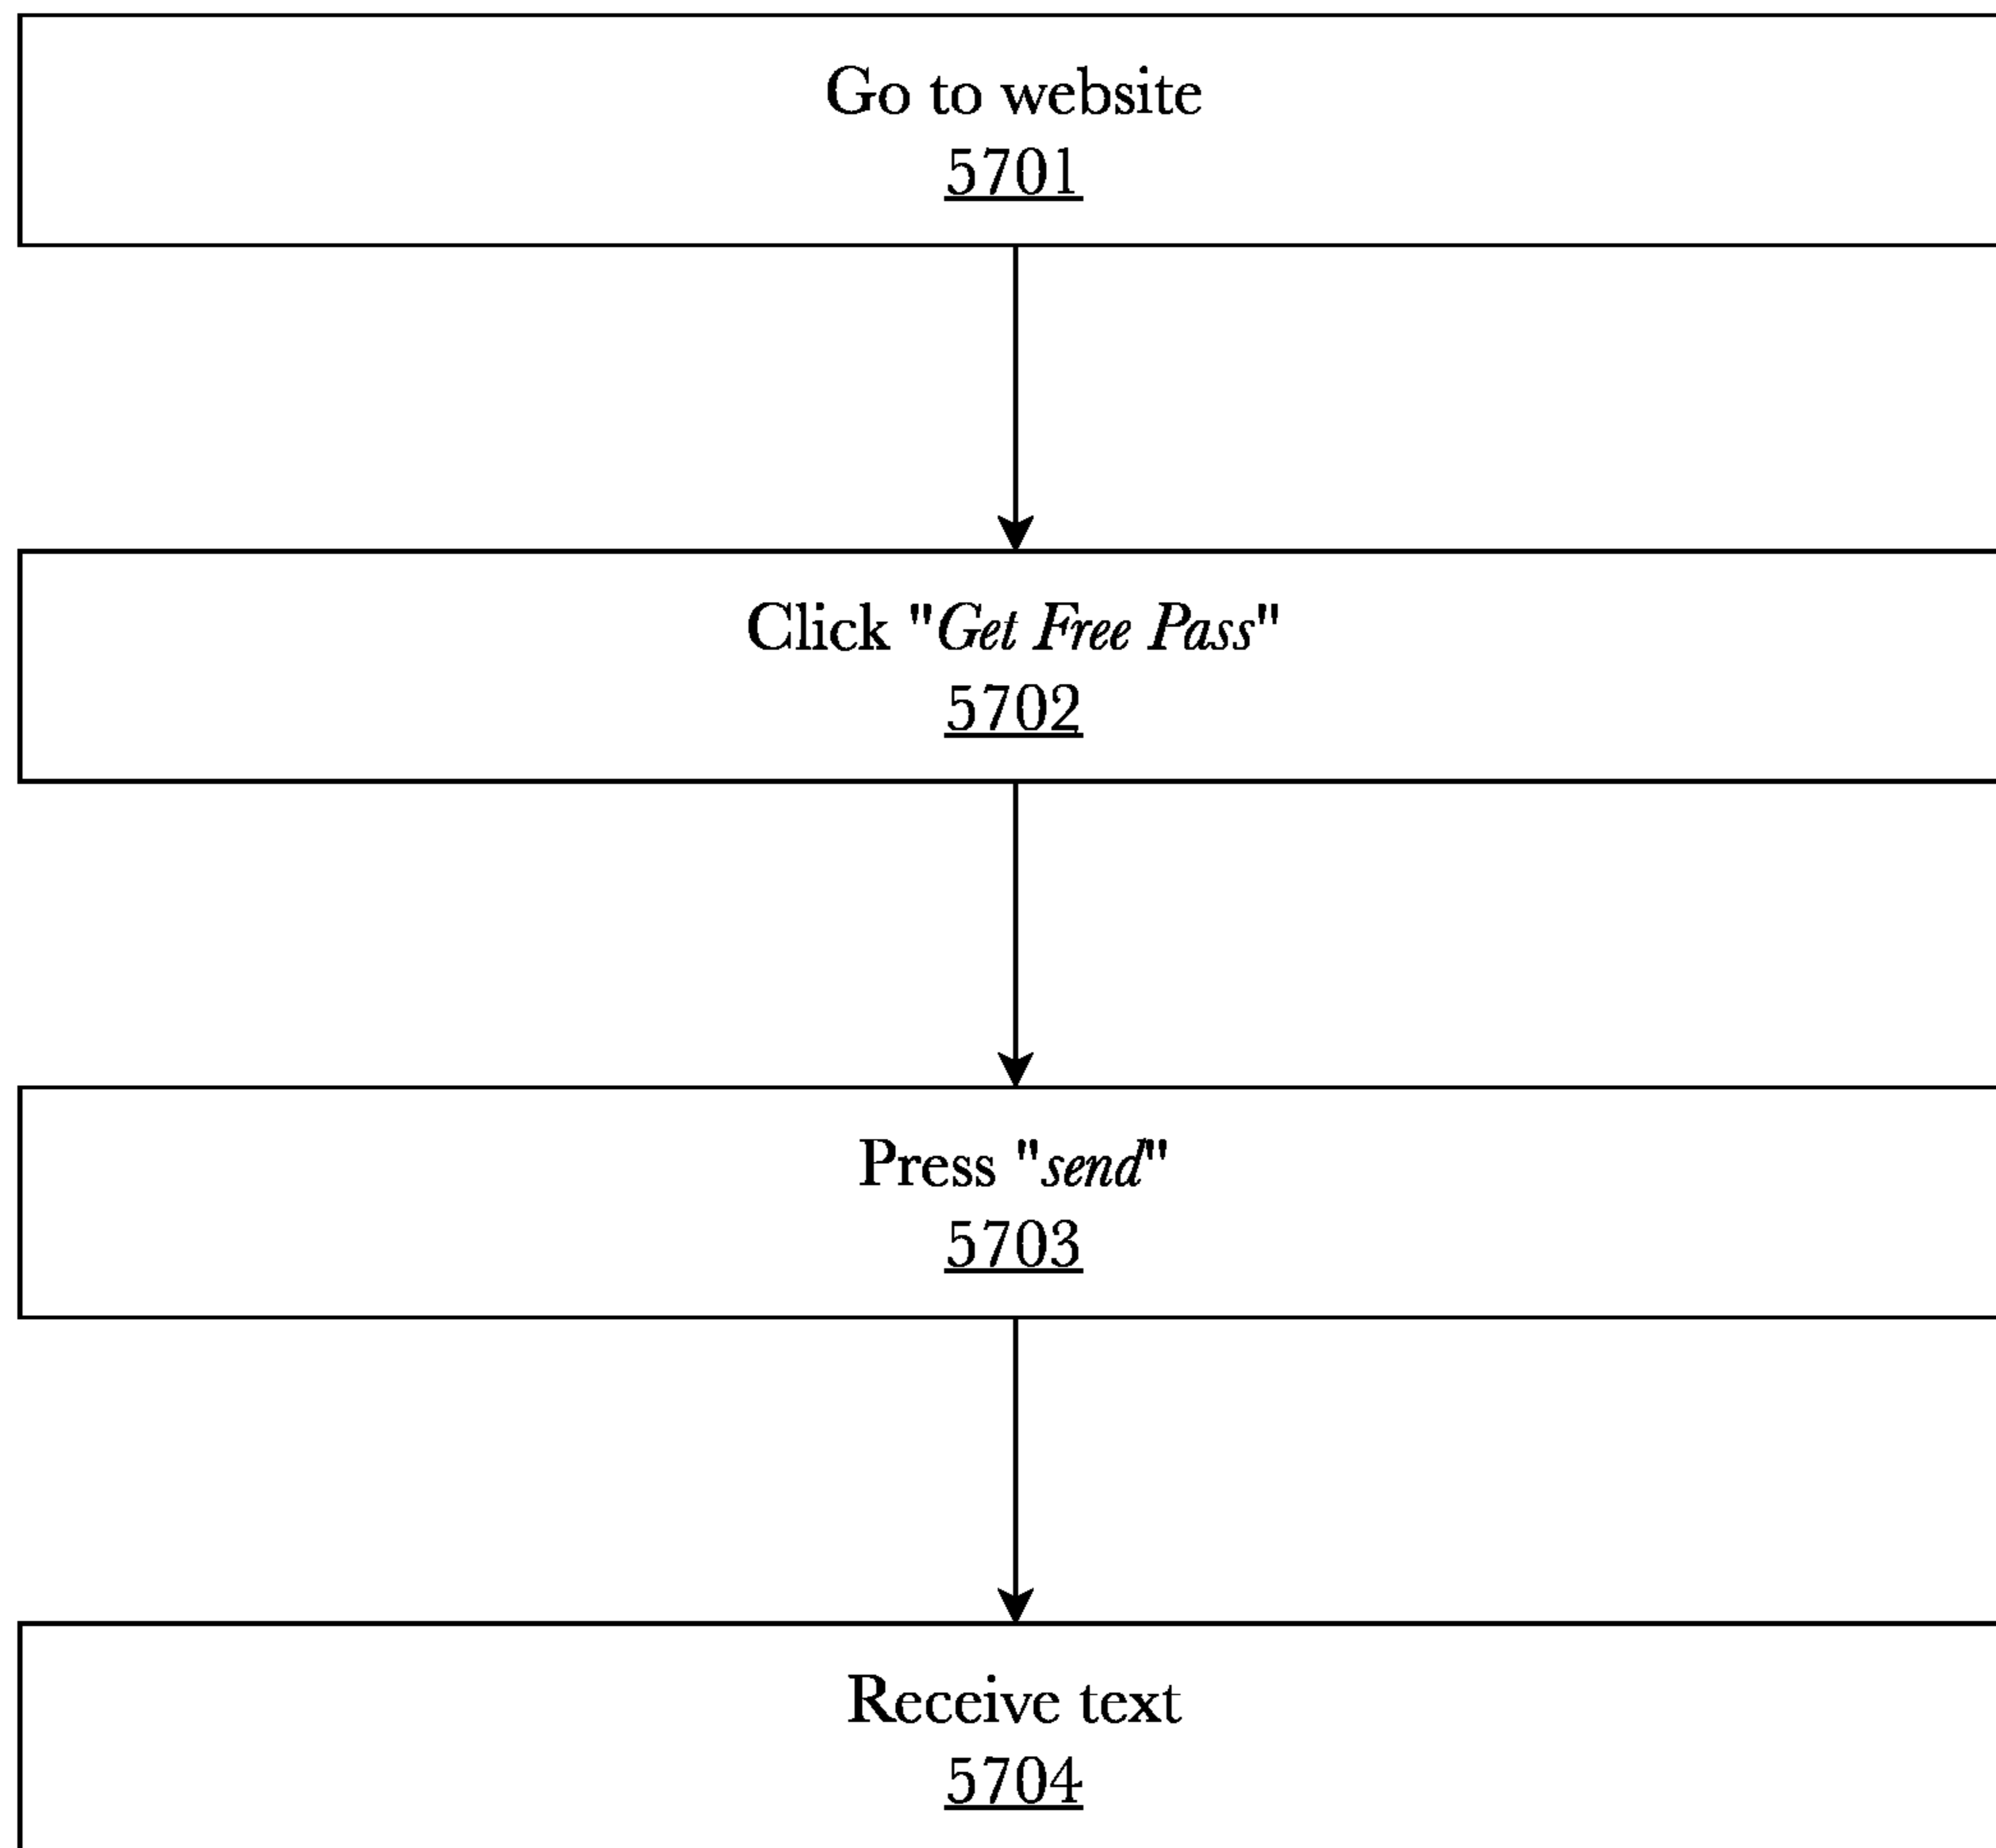 Go to website
5701
Click "Get Free Pass"
5702
Press "send"
5703
Receive text
5704